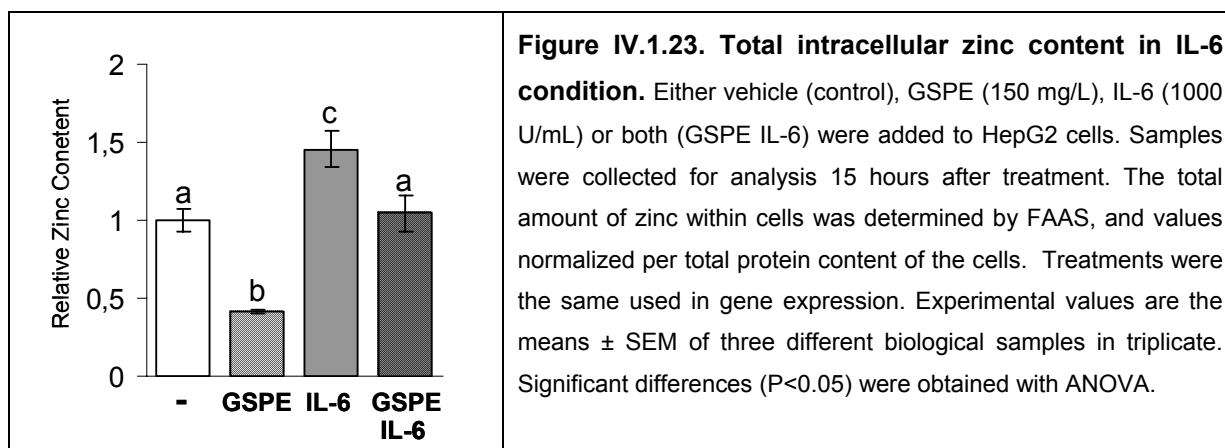 2
1,5
1
0,5
0
Relative Zinc Conetent
a
b
c
a
-
GSPE
IL-6
GSPE
IL-6
Figure IV.1.23. Total intracellular zinc content in IL-6
condition. Either vehicle (control), GSPE (150 mg/L), IL-6 (1000
U/mL) or both (GSPE IL-6) were added to HepG2 cells. Samples
were collected for analysis 15 hours after treatment. The total
amount of zinc within cells was determined by FAAS, and values
normalized per total protein content of the cells. Treatments were
the same used in gene expression. Experimental values are the
means ± SEM of three different biological samples in triplicate.
Significant differences (P<0.05) were obtained with ANOVA.